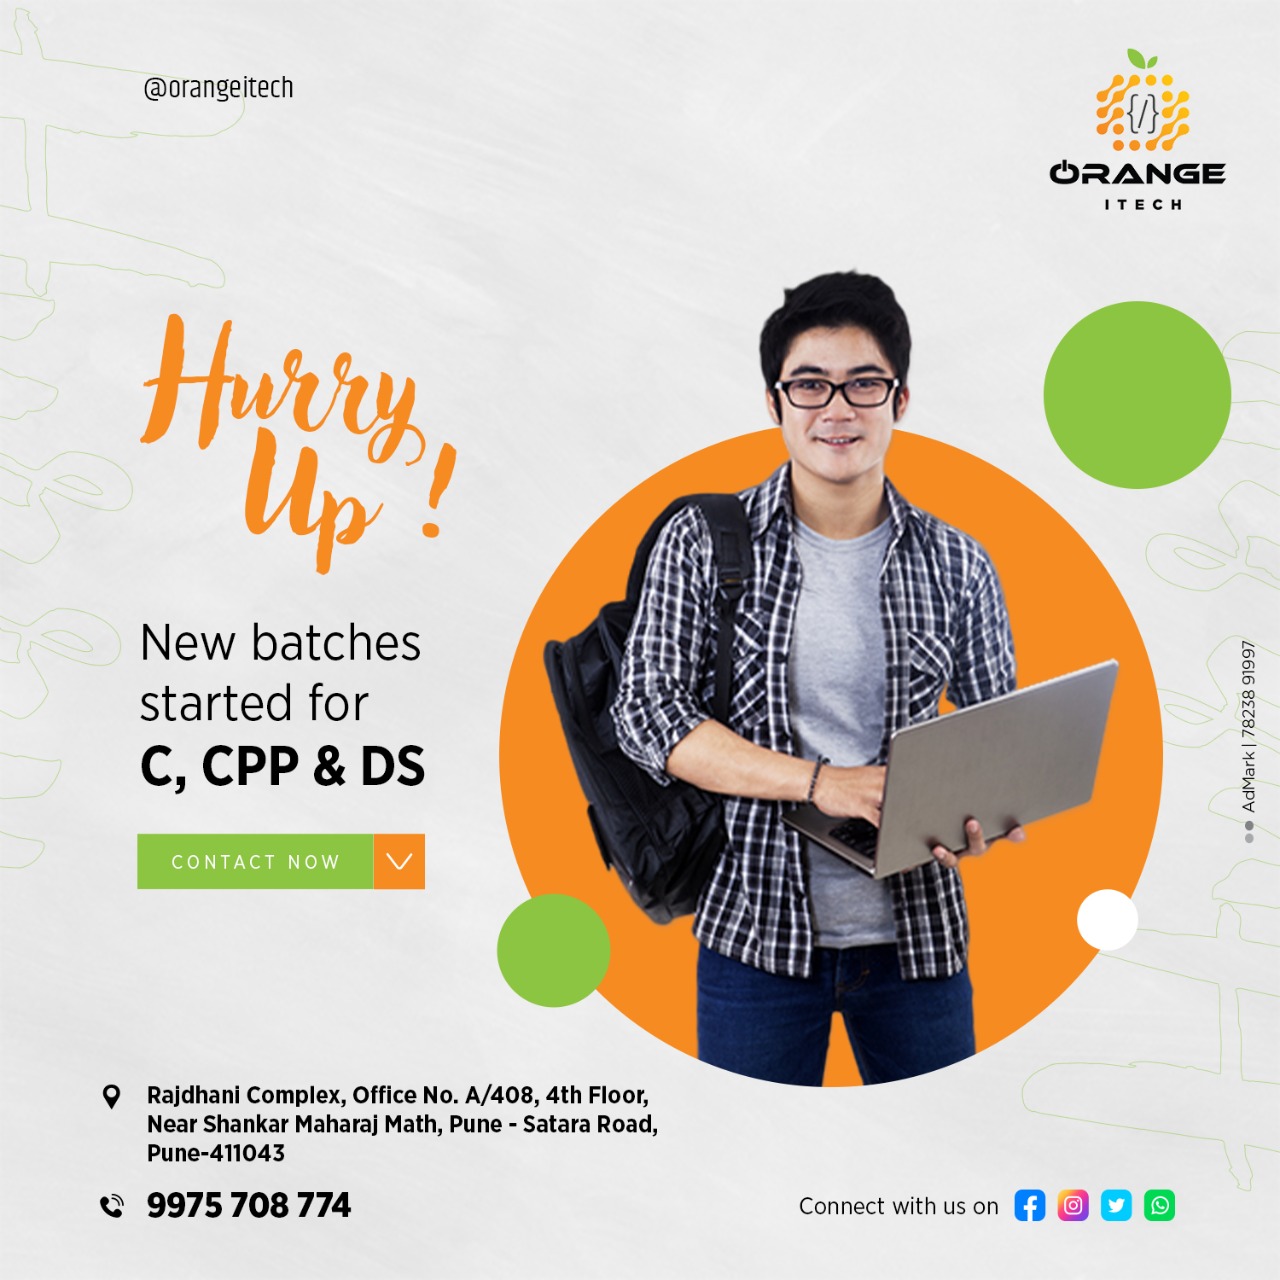 @orangeitech
{/}
ORANGE
ITECH
Hurry
Up !
New batches
started for
C, CPP & DS
CONTACT NOW
AdMark | 78238 91997
Rajdhani Complex, Office No. A/408, 4th Floor,
Near Shankar Maharaj Math, Pune - Satara Road,
Pune-411043
9975 708 774
Connect with us on